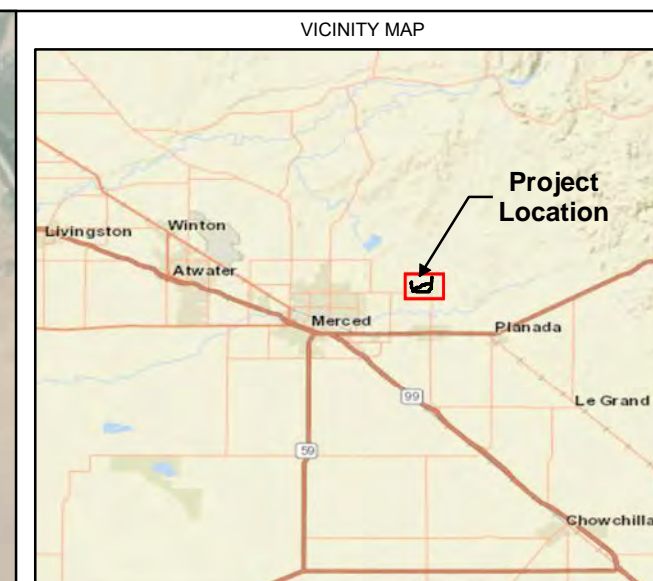 VICINITY MAP
Project
Location
Livingston
Winton
Atwater
Merced
Planada
99
Le Grand
59
Chowchilla